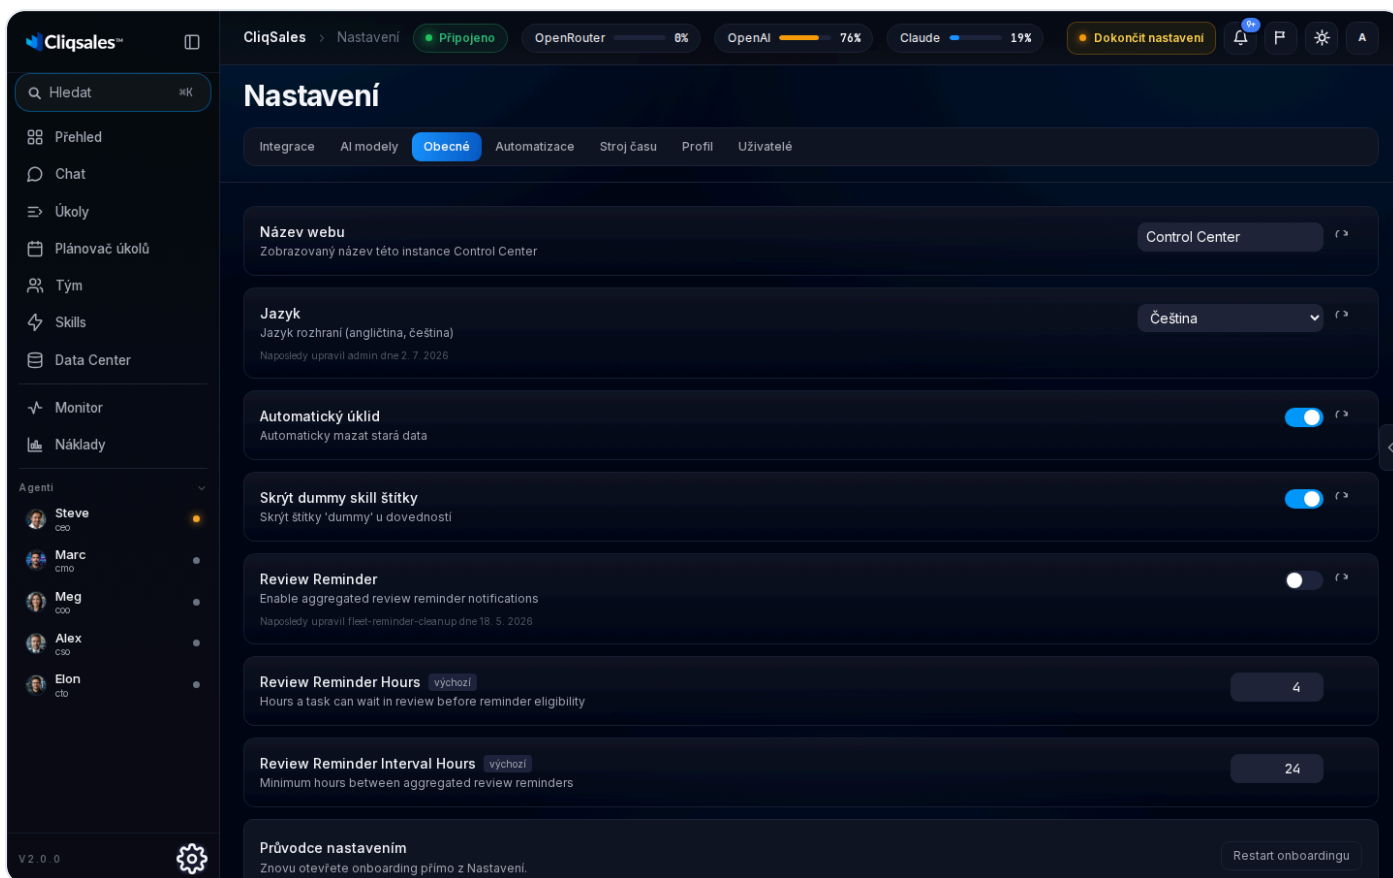 Cliqsales™
CliqSales > Nastavení
Připojeno
OpenRouter 0%
OpenAI 76%
Claude 19%
Dokončit nastavení
9+
A
Hledat ⌘K
Přehled
Chat
Úkoly
Plánovač úkolů
Tým
Skills
Data Center
Monitor
Náklady
Agenti
Steve
ceo
Marc
cmo
Meg
coo
Alex
cso
Elon
cto
V2.0.0
Nastavení
Integrace AI modely Obecné Automatizace Stroj času Profil Uživatelé
Název webu
Zobrazovaný název této instance Control Center
Control Center
Jazyk
Jazyk rozhraní (angličtina, čeština)
Naposledy upravil admin dne 2. 7. 2026
Čeština
Automatický úklid
Automaticky mazat stará data
Skrýt dummy skill štítky
Skrýt štítky 'dummy' u dovedností
Review Reminder
Enable aggregated review reminder notifications
Naposledy upravil fleet-reminder-cleanup dne 18. 5. 2026
Review Reminder Hours výchozí
Hours a task can wait in review before reminder eligibility
4
Review Reminder Interval Hours výchozí
Minimum hours between aggregated review reminders
24
Průvodce nastavením
Znovu otevřete onboarding přímo z Nastavení.
Restart onboardingu